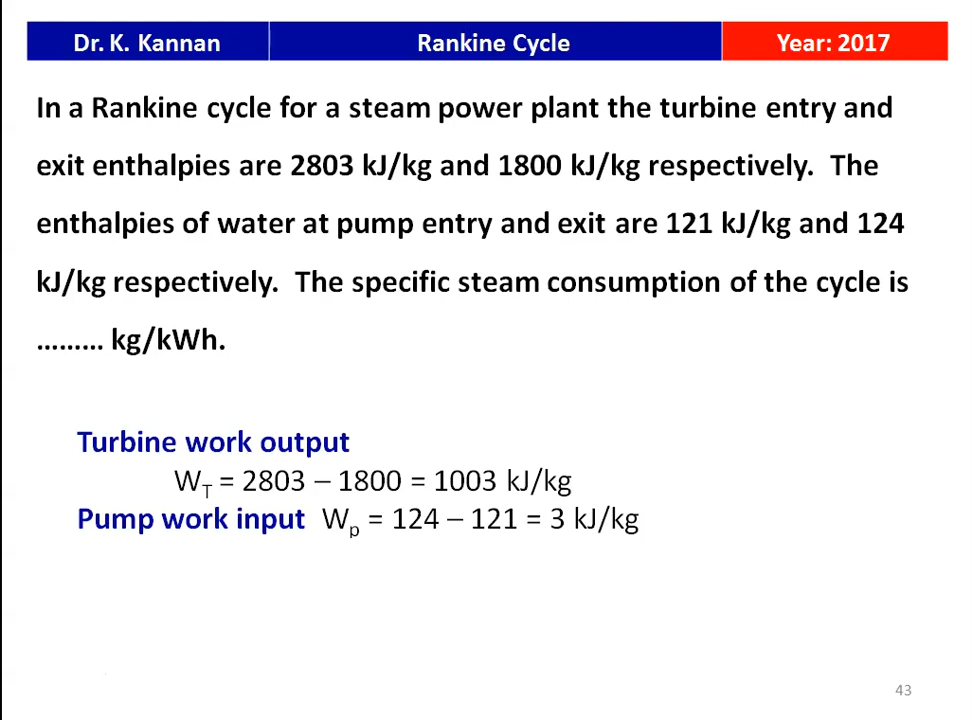 Dr. K. Kannan Rankine Cycle Year: 2017
In a Rankine cycle for a steam power plant the turbine entry and
exit enthalpies are 2803 kJ/kg and 1800 kJ/kg respectively. The
enthalpies of water at pump entry and exit are 121 kJ/kg and 124
kJ/kg respectively. The specific steam consumption of the cycle is
......... kg/kWh.
Turbine work output
W_T = 2803 – 1800 = 1003 kJ/kg
Pump work input W_p = 124 – 121 = 3 kJ/kg
43